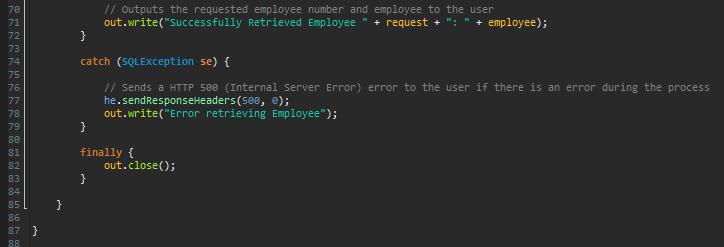 70 // Outputs the requested employee number and employee to the user
71 out.write("Successfully Retrieved Employee " + request + ": " + employee);
72 }
73
74 catch (SQLException se) {
75
76 // Sends a HTTP 500 (Internal Server Error) error to the user if there is an error during the process
77 he.sendResponseHeaders(500, 0);
78 out.write("Error retrieving Employee");
79 }
80
81 finally {
82 out.close();
83 }
84
85 }
86
87 }
88